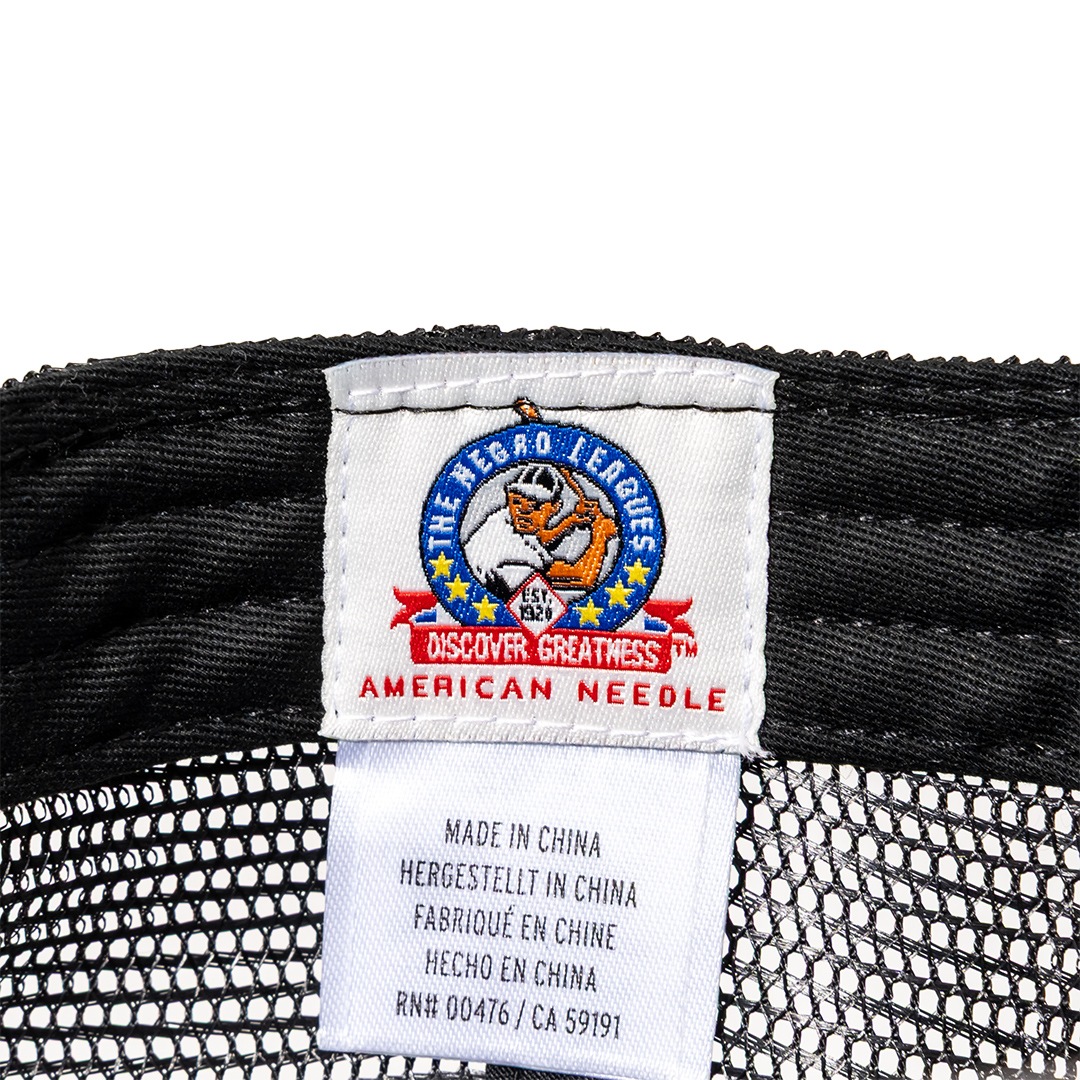 THE NEGRO LEAGUES
EST.
1920
DISCOVER GREATNESS TM
AMERICAN NEEDLE
MADE IN CHINA
HERGESTELLT IN CHINA
FABRIQUÉ EN CHINE
HECHO EN CHINA
RN# 00476 / CA 59191